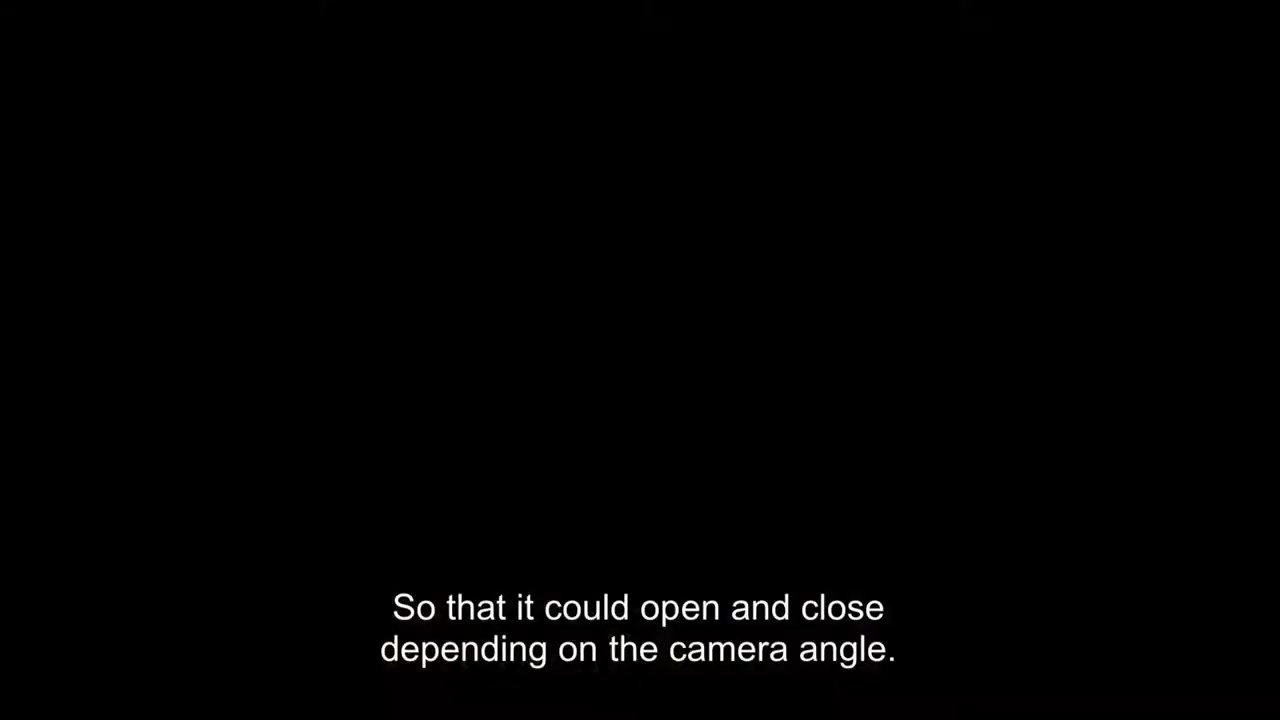 So that it could open and close
depending on the camera angle.